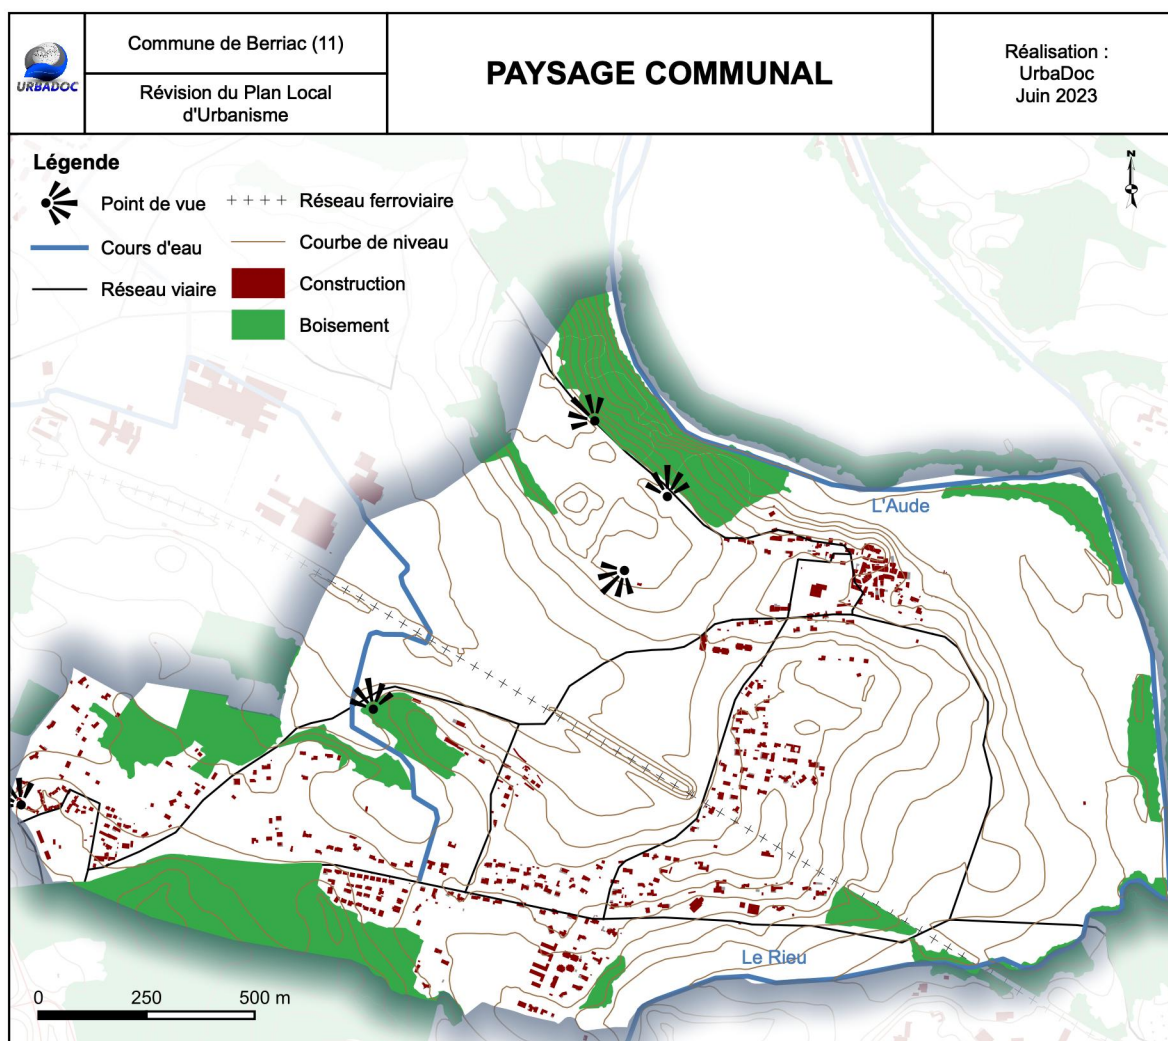 URBADOC
Commune de Berriac (11)
Révision du Plan Local
d'Urbanisme
PAYSAGE COMMUNAL
Réalisation :
UrbaDoc
Juin 2023
Légende
Point de vue
Réseau ferroviaire
Cours d'eau
Courbe de niveau
Réseau viaire
Construction
Boisement
N
L'Aude
Le Rieu
0 250 500 m